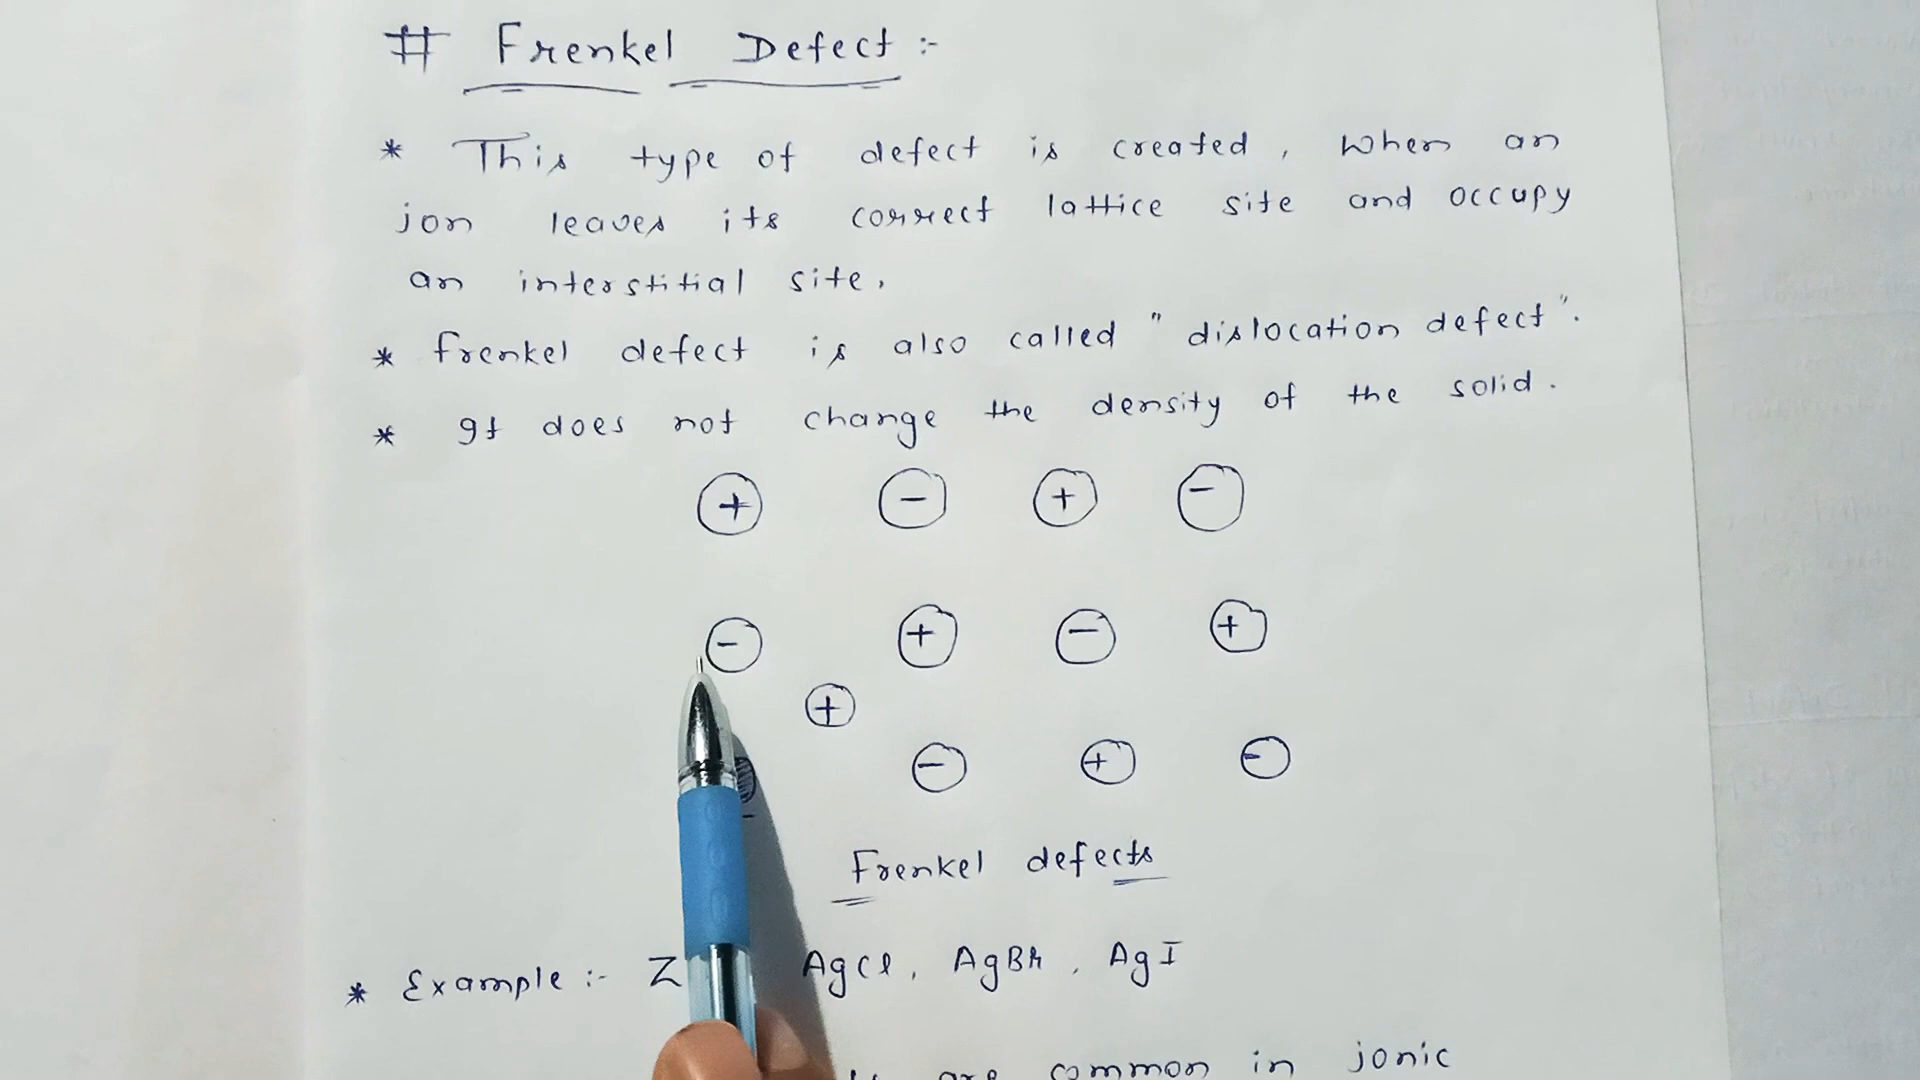 # Frenkel Defect :-
* This type of defect is created, when an
ion leaves its correct lattice site and occupy
an interstitial site.
* frenkel defect is also called "dislocation defect".
* It does not change the density of the solid.
+ - + -
- + - +
+
- + -
Frenkel defects
* Example :- Z AgCl, AgBr, AgI
are common in ionic